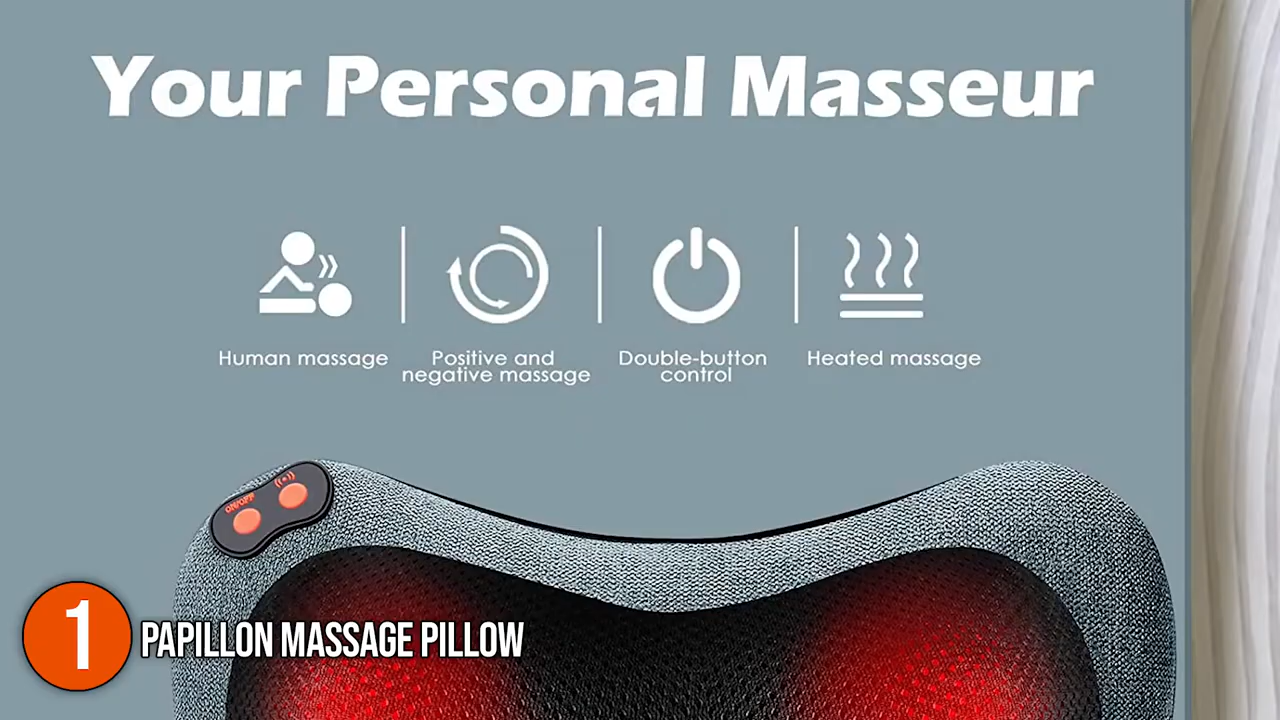 Your Personal Masseur
Human massage
Positive and
negative massage
Double-button
control
Heated massage
ON/OFF
1
PAPILLON MASSAGE PILLOW